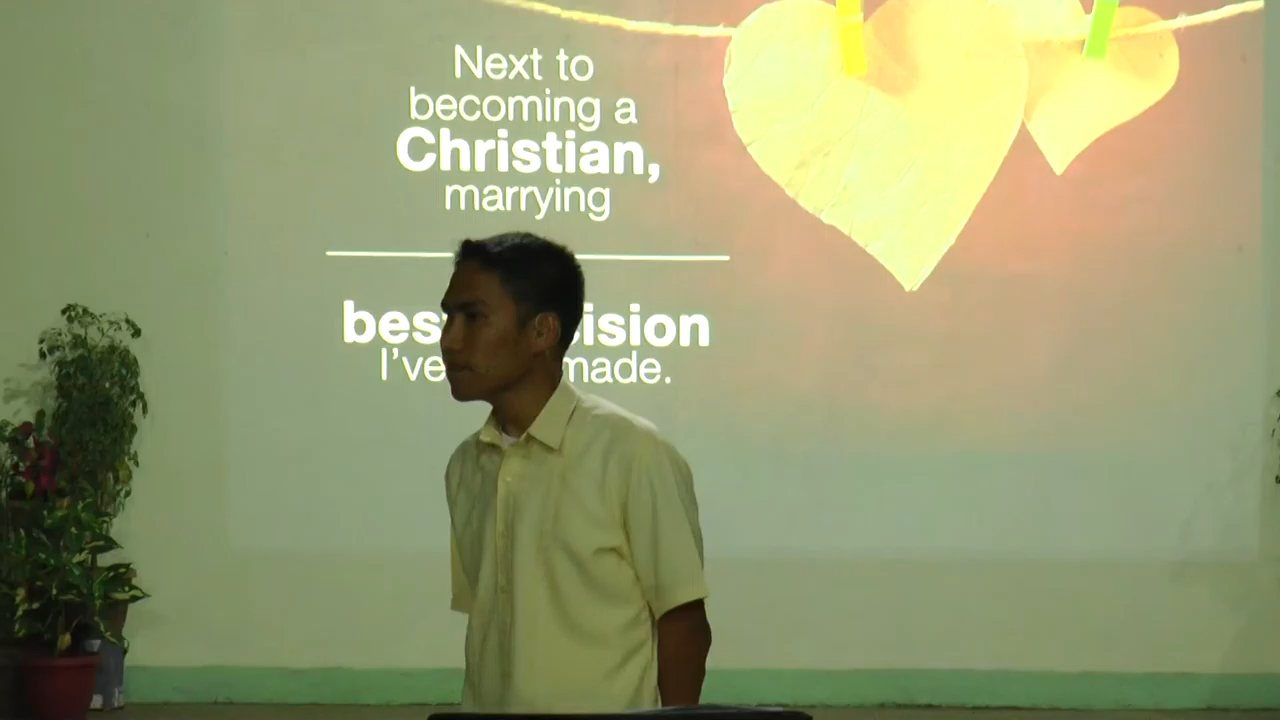 Next to
becoming a
Christian,
marrying
I've made.